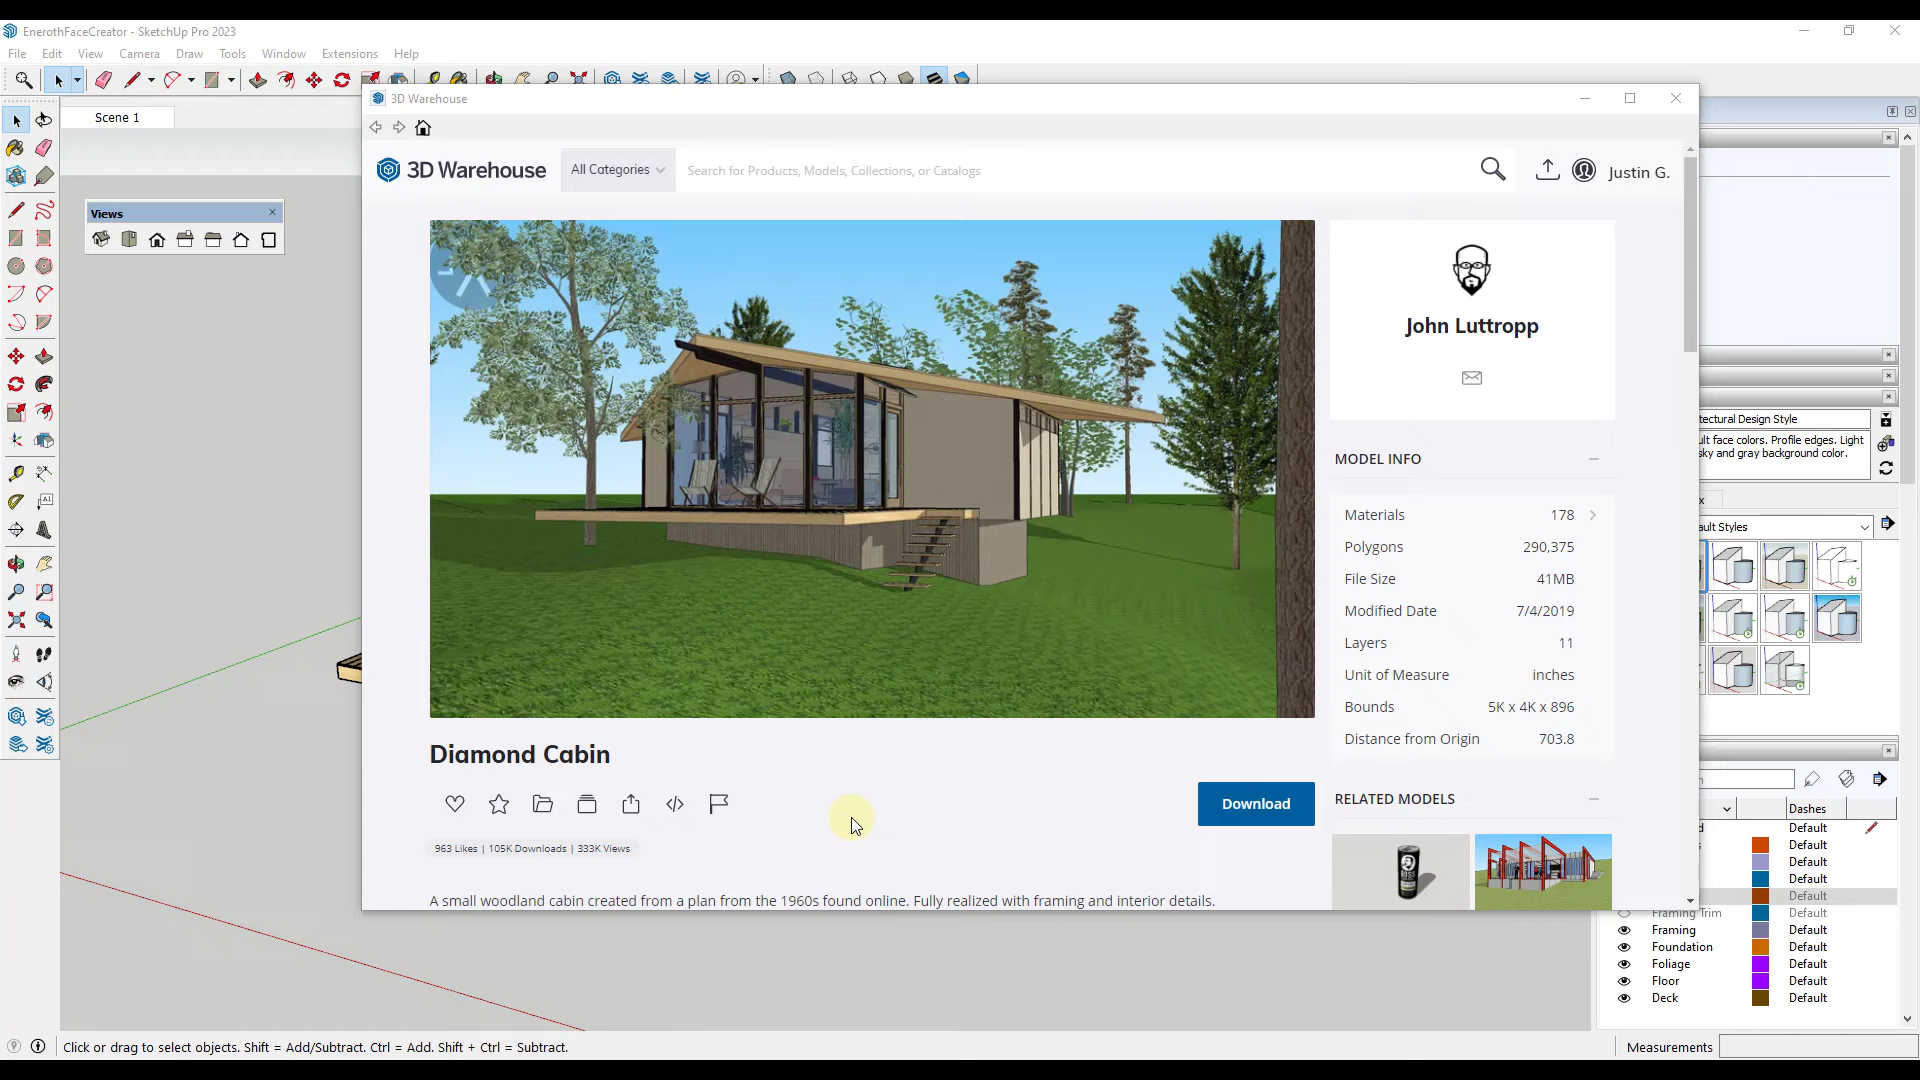 EnerothFaceCreator - SketchUp Pro 2023
File Edit View Camera Draw Tools Window Extensions Help
Scene 1
Views
3D Warehouse
3D Warehouse
All Categories
Search for Products, Models, Collections, or Catalogs
Justin G.
John Luttropp
MODEL INFO
Materials 178
Polygons 290,375
File Size 41MB
Modified Date 7/4/2019
Layers 11
Unit of Measure inches
Bounds 5K x 4K x 896
Distance from Origin 703.8
Diamond Cabin
Download
963 Likes | 105K Downloads | 333K Views
A small woodland cabin created from a plan from the 1960s found online. Fully realized with framing and interior details.
RELATED MODELS
BOSS
tectural Design Style
ult face colors. Profile edges. Light
sky and gray background color.
ault Styles
Dashes
Default
Default
Default
Default
Default
Framing Trim Default
Framing Default
Foundation Default
Foliage Default
Floor Default
Deck Default
Click or drag to select objects. Shift = Add/Subtract. Ctrl = Add. Shift + Ctrl = Subtract.
Measurements